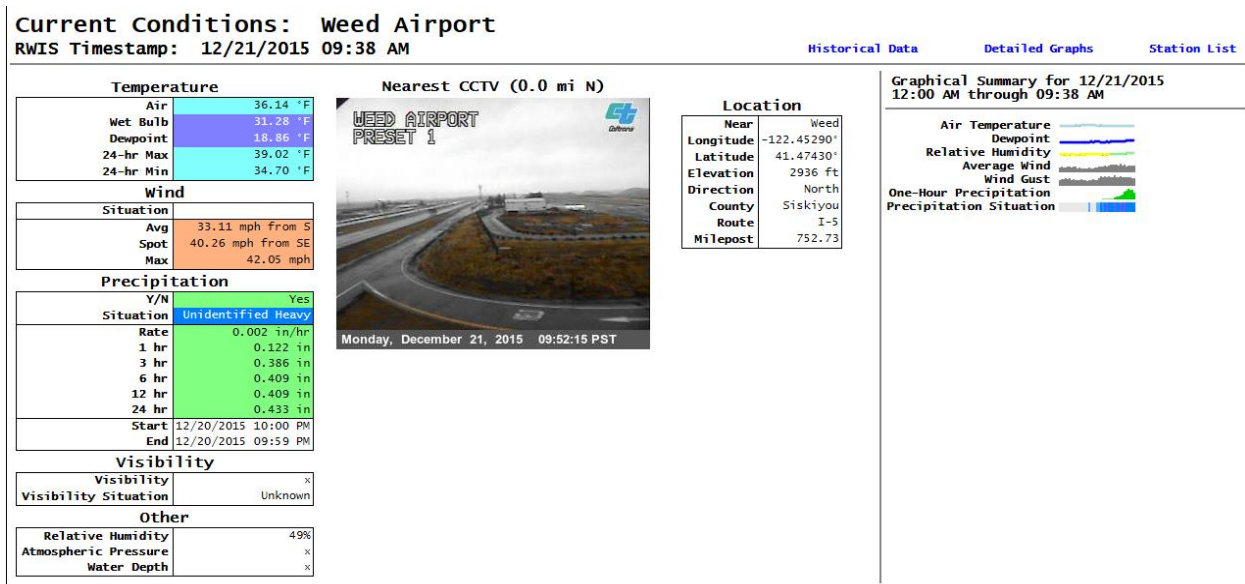 Current Conditions: Weed Airport
RWIS Timestamp: 12/21/2015 09:38 AM
Historical Data Detailed Graphs Station List
Temperature
Air 36.14 °F
Wet Bulb 31.28 °F
Dewpoint 18.86 °F
24-hr Max 39.02 °F
24-hr Min 34.70 °F
Wind
Situation
Avg 33.11 mph from S
Spot 40.26 mph from SE
Max 42.05 mph
Precipitation
Y/N Yes
Situation Unidentified Heavy
Rate 0.002 in/hr
1 hr 0.122 in
3 hr 0.386 in
6 hr 0.409 in
12 hr 0.409 in
24 hr 0.433 in
Start 12/20/2015 10:00 PM
End 12/20/2015 09:59 PM
Visibility
Visibility x
Visibility Situation Unknown
Other
Relative Humidity 49%
Atmospheric Pressure x
Water Depth x
Nearest CCTV (0.0 mi N)
WEED AIRPORT
PRESET 1
Caltrans
Monday, December 21, 2015 09:52:15 PST
Location
Near Weed
Longitude -122.45290°
Latitude 41.47430°
Elevation 2936 ft
Direction North
County Siskiyou
Route I-5
Milepost 752.73
Graphical Summary for 12/21/2015
12:00 AM through 09:38 AM
Air Temperature
Dewpoint
Relative Humidity
Average Wind
Wind Gust
One-Hour Precipitation
Precipitation Situation